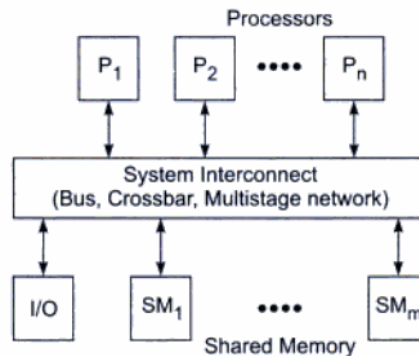 Processors
P1 P2 •••• Pn
System Interconnect
(Bus, Crossbar, Multistage network)
I/O SM1 •••• SMm
Shared Memory